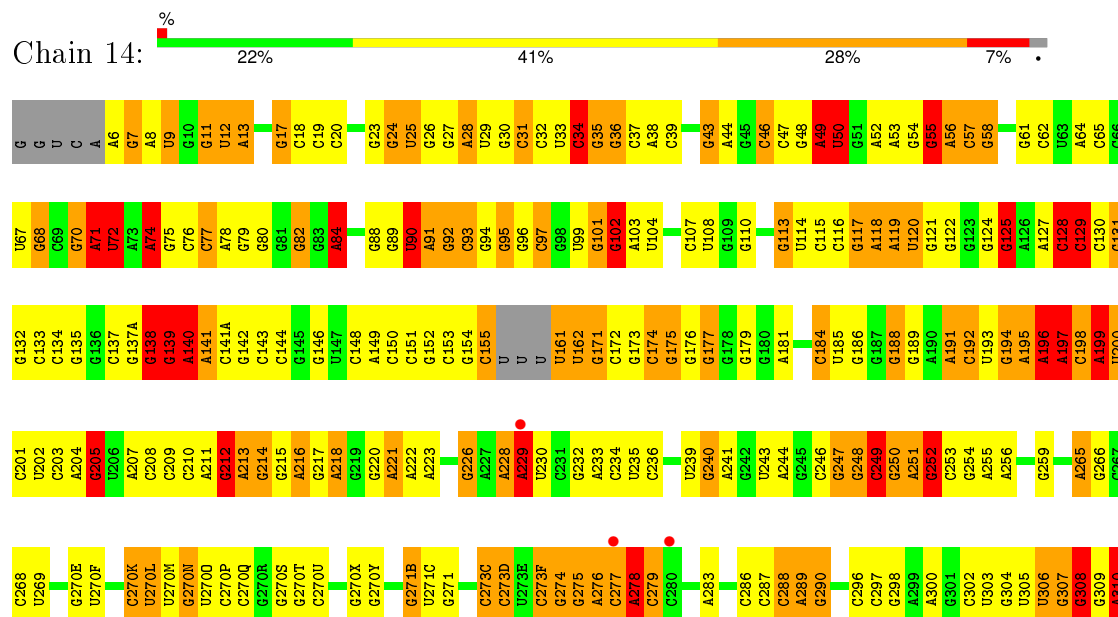 %
Chain 14: 22% 41% 28% 7% •
G G U C A A6 G7 A8 U9 G10 G11 U12 A13 G17 C18 C19 C20 G23 G24 U25 G26 G27 A28 U29 G30 C31 C32 U33 C34 G35 G36 C37 A38 C39 G43 A44 G45 C46 C47 G48 A49 U50 G51 A52 A53 G54 G55 A56 C57 G58 G61 C62 U63 A64 C65 C66
U67 G68 C69 G70 A71 U72 A73 A74 G75 C76 C77 A78 G79 G80 G81 G82 G83 A84 G88 G89 U90 A91 G92 C93 G94 G95 G96 C97 G98 U99 G101 G102 A103 U104 C107 U108 G109 G110 G113 U114 C115 C116 G117 A118 A119 U120 G121 G122 G123 G124 G125 A126 A127 C128 C129 C130 C131
G132 C133 C134 G135 G136 C137 G137A G138 G139 A140 A141 C141A G142 C143 C144 G145 G146 U147 C148 A149 C150 C151 G152 C153 G154 C155 U U U U161 U162 G171 C172 G173 C174 G175 G176 G177 G178 G179 G180 A181 C184 U185 G186 G187 G188 G189 A190 A191 C192 U193 G194 A195 A196 A197 C198 A199 U200
C201 U202 C203 A204 G205 U206 A207 C208 C209 C210 A211 G212 A213 G214 G215 A216 G217 A218 G219 G220 A221 A222 A223 G226 A227 A228 A229 U230 C231 G232 A233 C234 U235 C236 U239 G240 A241 G242 U243 A244 G245 C246 G247 G248 C249 G250 A251 G252 C253 G254 A255 A256 G259 A265 G266 G267
C268 U269 G270E U270F C270K U270L U270M G270N U270O C270P C270Q G270R G270S G270T C270U G270X G270Y G271B U271C G271 C273C C273D U273E C273F G274 G275 A276 C277 A278 C279 C280 A283 C286 C287 C288 A289 G290 C296 C297 G298 A299 A300 G301 C302 U303 G304 U305 U306 G307 G308 G309 A310